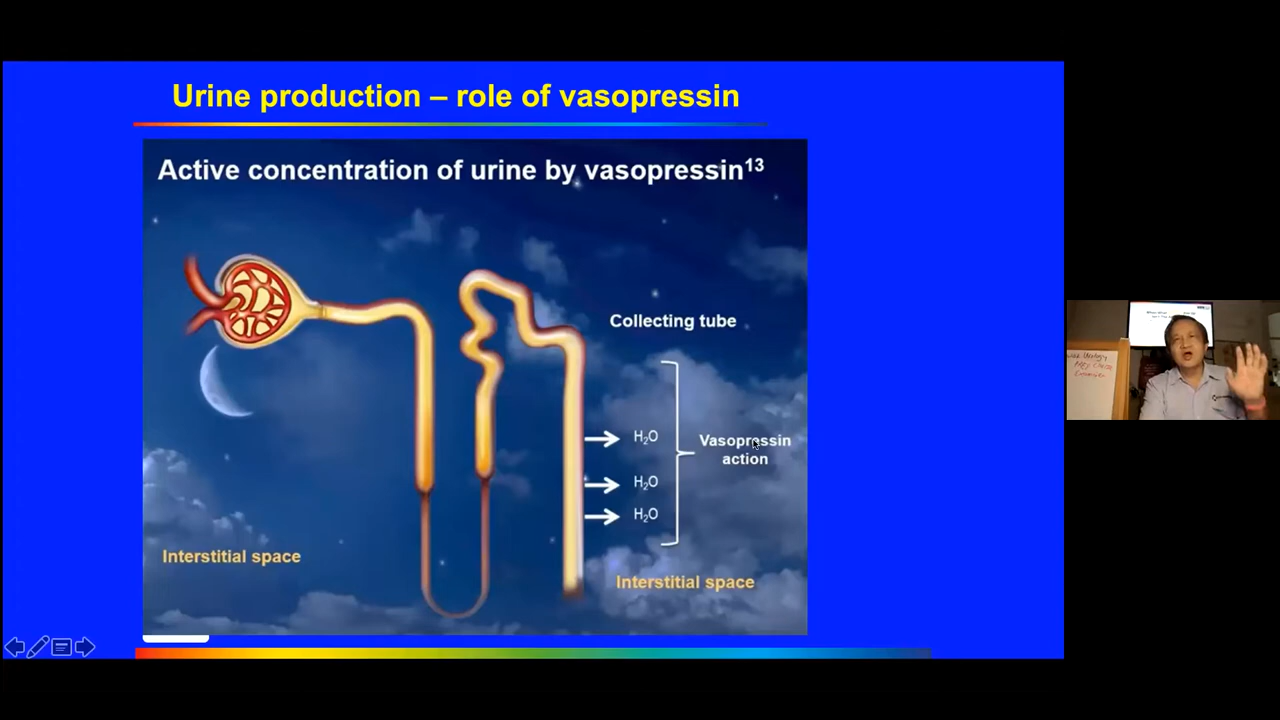 Urine production – role of vasopressin
Active concentration of urine by vasopressin¹³
Collecting tube
H₂O
Vasopressin
action
H₂O
H₂O
Interstitial space
Interstitial space